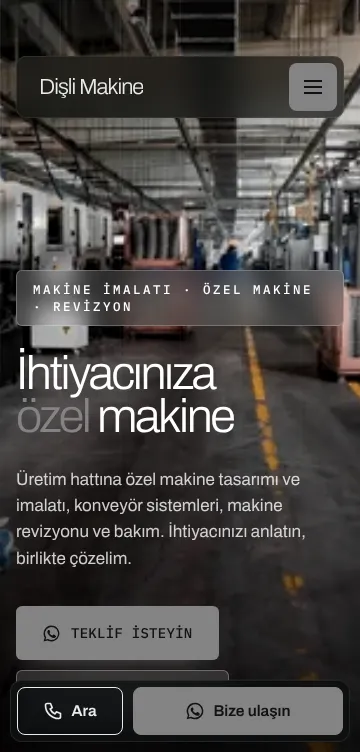 Dişli Makine
MAKİNE İMALATI · ÖZEL MAKİNE
· REVİZYON
İhtiyacınıza
özel makine
Üretim hattına özel makine tasarımı ve
imalatı, konveyör sistemleri, makine
revizyonu ve bakım. İhtiyacınızı anlatın,
birlikte çözelim.
TEKLİF İSTEYİN
Ara
Bize ulaşın